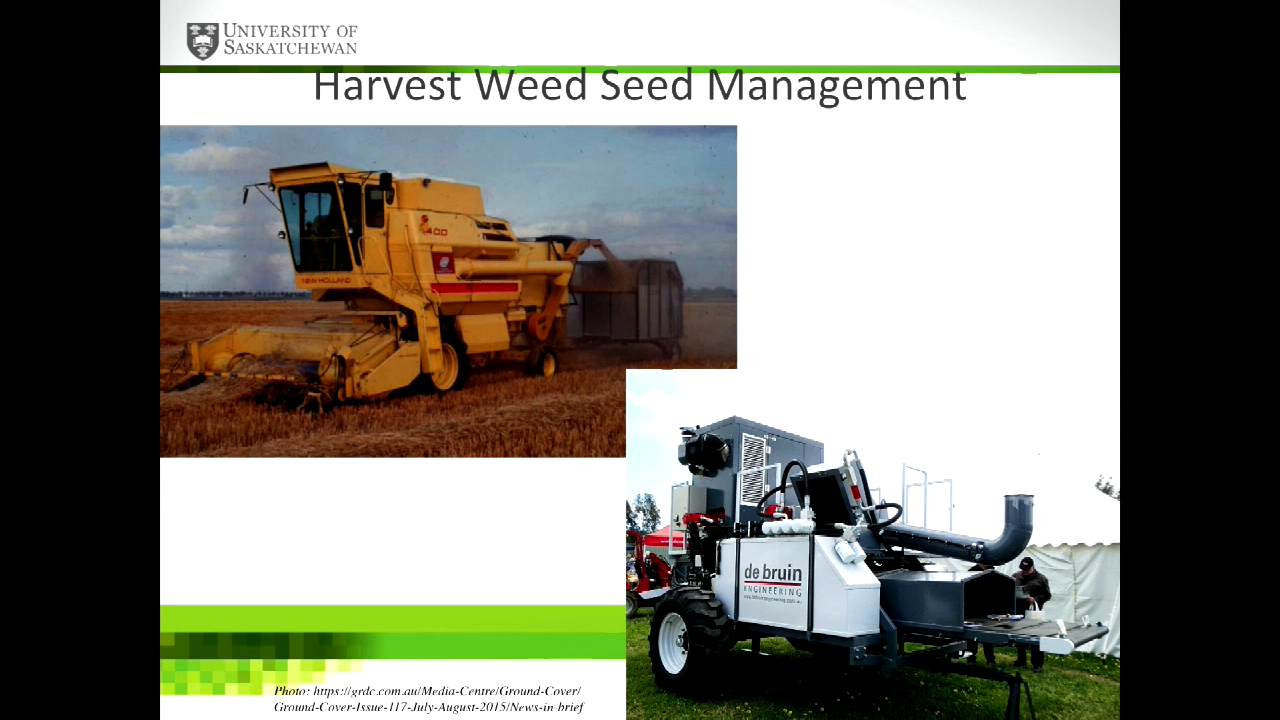 UNIVERSITY OF
SASKATCHEWAN
Harvest Weed Seed Management
400
NEW HOLLAND
de bruin
ENGINEERING
Photo: https://grdc.com.au/Media-Centre/Ground-Cover/
Ground-Cover-Issue-117-July-August-2015/News-in-brief